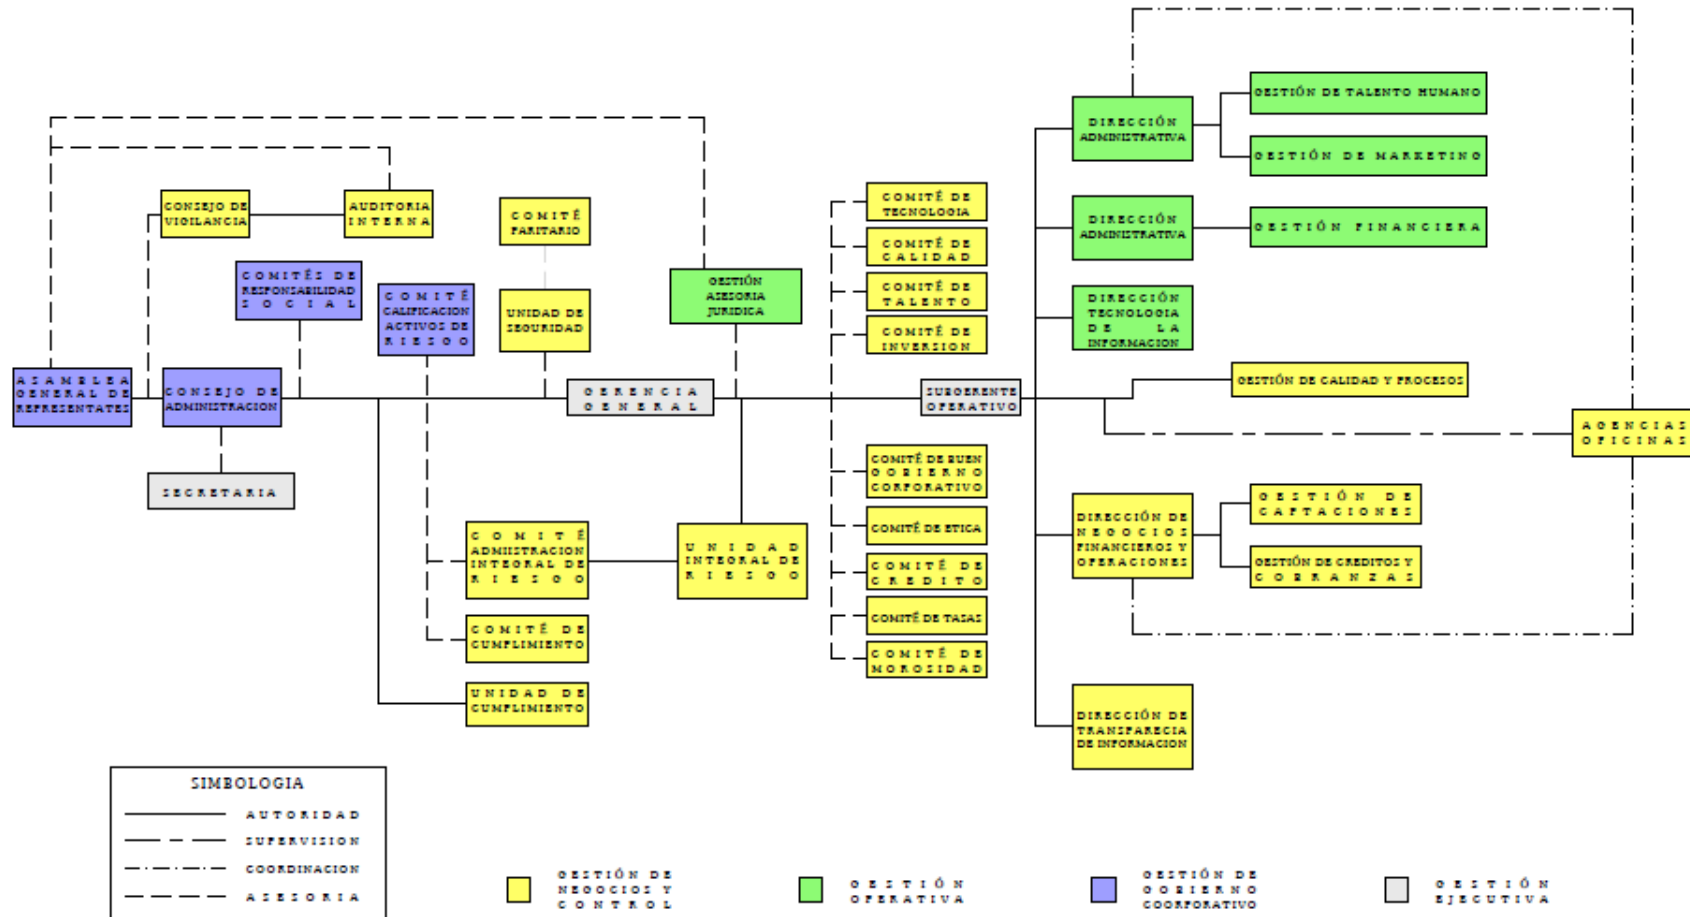 GESTIÓN DE TALENTO HUMANO
DIRECCIÓN
ADMINISTRATIVA
GESTIÓN DE MARKETING
CONSEJO DE
VIGILANCIA
AUDITORIA
INTERNA
COMITÉ
PARITARIO
COMITÉ DE
TECNOLOGIA
DIRECCIÓN
ADMINISTRATIVA
GESTIÓN FINANCIERA
COMITÉ DE
CALIDAD
COMITÉS DE
RESPONSABILIDAD
SOCIAL
COMITÉ
CALIFICACION
ACTIVOS DE
RIESGO
UNIDAD DE
SEGURIDAD
GESTIÓN
ASESORIA
JURIDICA
COMITÉ DE
TALENTO
COMITÉ DE
INVERSION
DIRECCIÓN
TECNOLOGIA
DE LA
INFORMACION
ASAMBLEA
GENERAL DE
REPRESENTATES
CONSEJO DE
ADMINISTRACION
GERENCIA
GENERAL
SUBGERENTE
OPERATIVO
GESTIÓN DE CALIDAD Y PROCESOS
AGENCIAS
OFICINAS
SECRETARIA
COMITÉ DE BUEN
GOBIERNO
CORPORATIVO
COMITÉ DE ETICA
COMITÉ DE
CREDITO
COMITÉ DE TASAS
COMITÉ DE
MOROSIDAD
DIRECCIÓN DE
NEGOCIOS
FINANCIEROS Y
OPERACIONES
GESTIÓN DE
CAPTACIONES
GESTIÓN DE CREDITOS Y
COBRANZAS
COMITÉ
ADMIISTRACION
INTEGRAL DE
RIESGO
UNIDAD
INTEGRAL DE
RIESGO
COMITÉ DE
CUMPLIMIENTO
UNIDAD DE
CUMPLIMIENTO
DIRECCIÓN DE
TRANSPARECIA
DE INFORMACION
SIMBOLOGIA
AUTORIDAD
SUPERVISION
COORDINACION
ASESORIA
GESTIÓN DE
NEGOCIOS Y
CONTROL
GESTIÓN
OPERATIVA
GESTIÓN DE
GOBIERNO
COORPORATIVO
GESTIÓN
EJECUTIVA